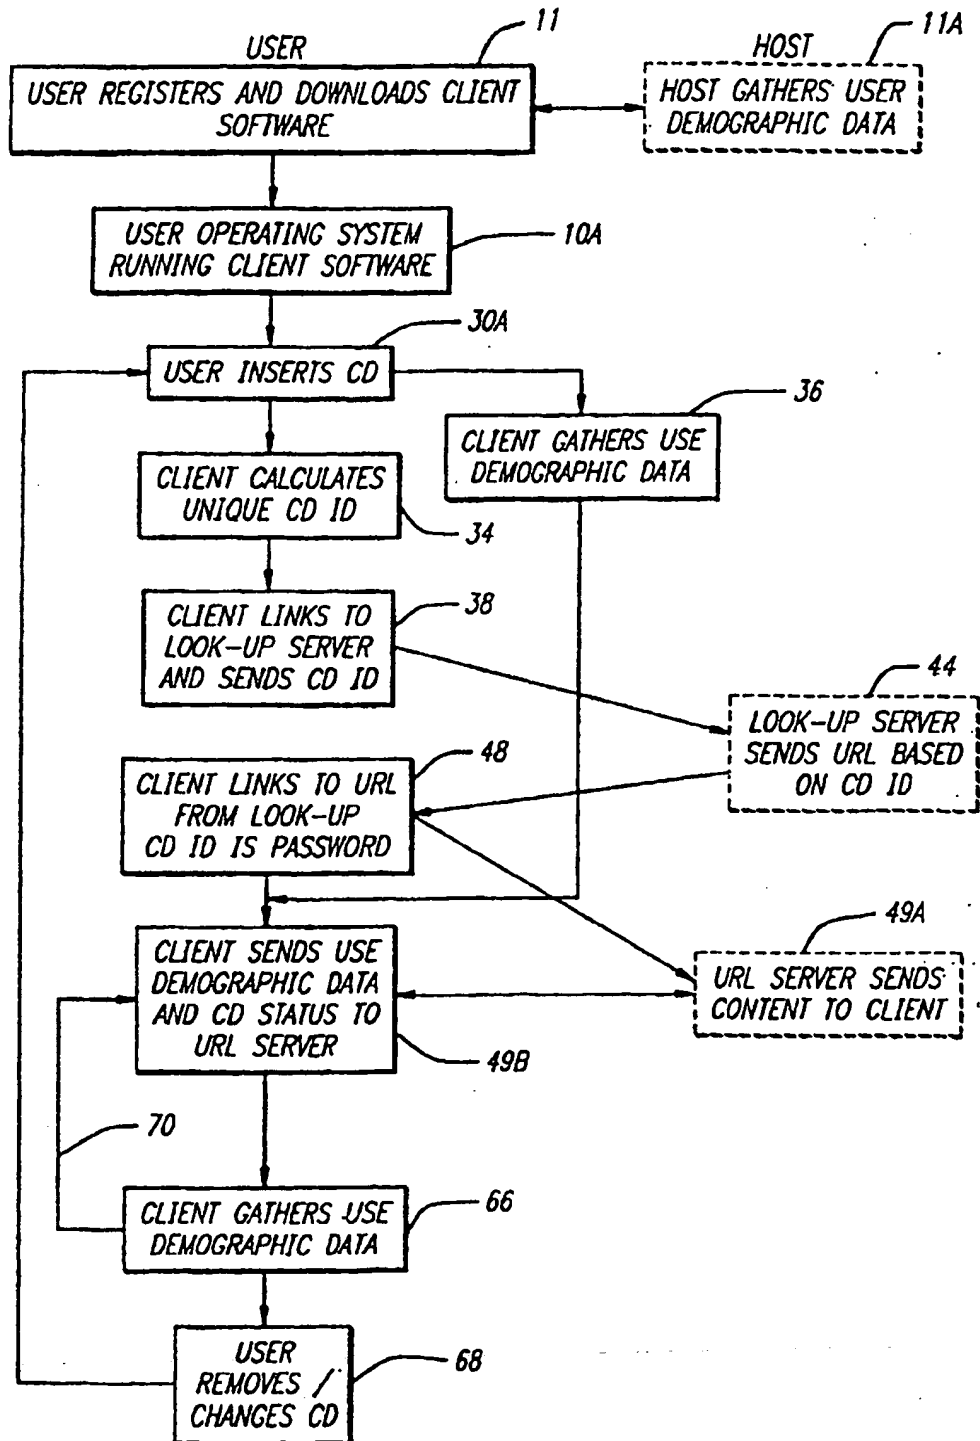 11
11A
USER
HOST
USER REGISTERS AND DOWNLOADS CLIENT
SOFTWARE
HOST GATHERS USER
DEMOGRAPHIC DATA
USER OPERATING SYSTEM
RUNNING CLIENT SOFTWARE
10A
30A
USER INSERTS CD
36
CLIENT GATHERS USE
DEMOGRAPHIC DATA
CLIENT CALCULATES
UNIQUE CD ID
34
CLIENT LINKS TO
LOOK-UP SERVER
AND SENDS CD ID
38
44
LOOK-UP SERVER
SENDS URL BASED
ON CD ID
48
CLIENT LINKS TO URL
FROM LOOK-UP
CD ID IS PASSWORD
49A
URL SERVER SENDS
CONTENT TO CLIENT
CLIENT SENDS USE
DEMOGRAPHIC DATA
AND CD STATUS TO
URL SERVER
49B
70
66
CLIENT GATHERS USE
DEMOGRAPHIC DATA
USER
REMOVES /
CHANGES CD
68